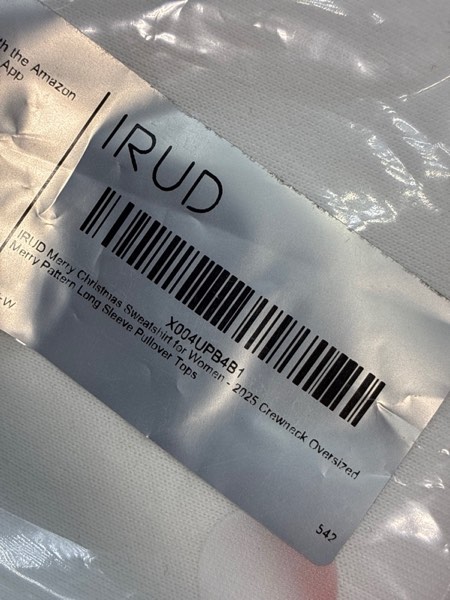 th the Amazon
App
IRUD
X004UPB4B1
IRUD Merry Christmas Sweatshirt for Women - 2025 Crewneck Oversized
Merry Pattern Long Sleeve Pullover Tops
-W
542